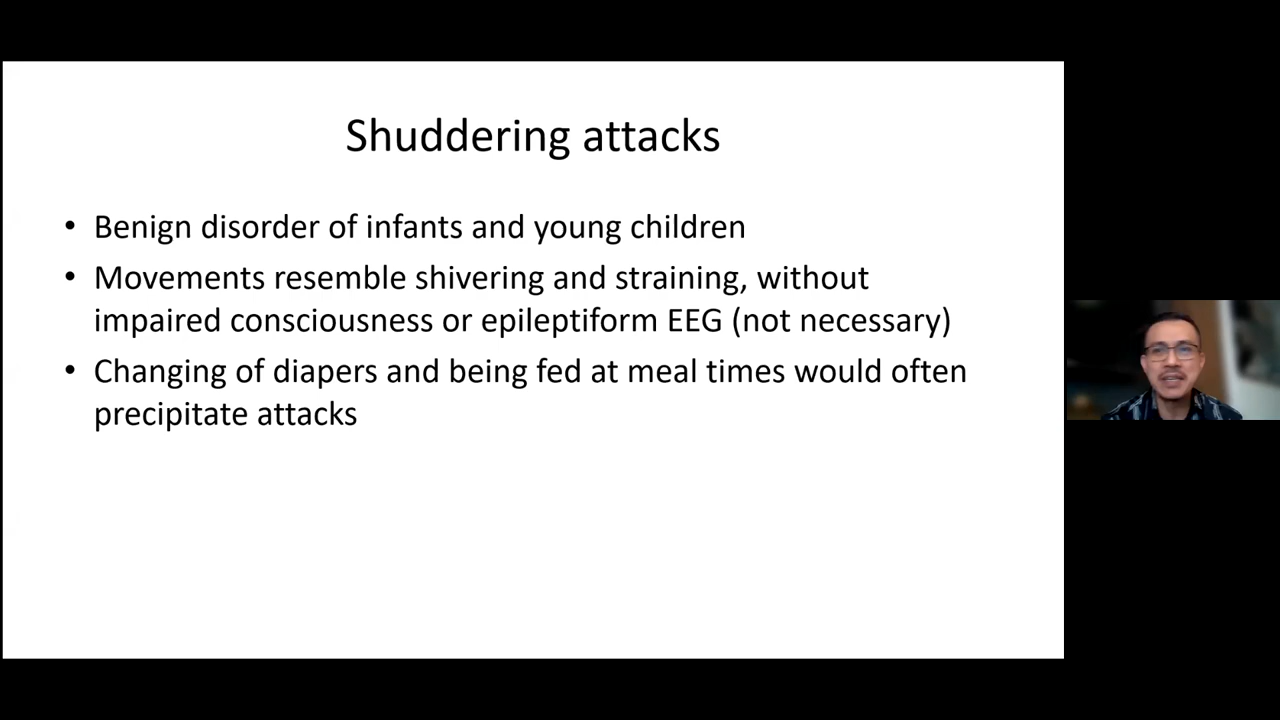 Shuddering attacks
• Benign disorder of infants and young children
• Movements resemble shivering and straining, without
impaired consciousness or epileptiform EEG (not necessary)
• Changing of diapers and being fed at meal times would often
precipitate attacks